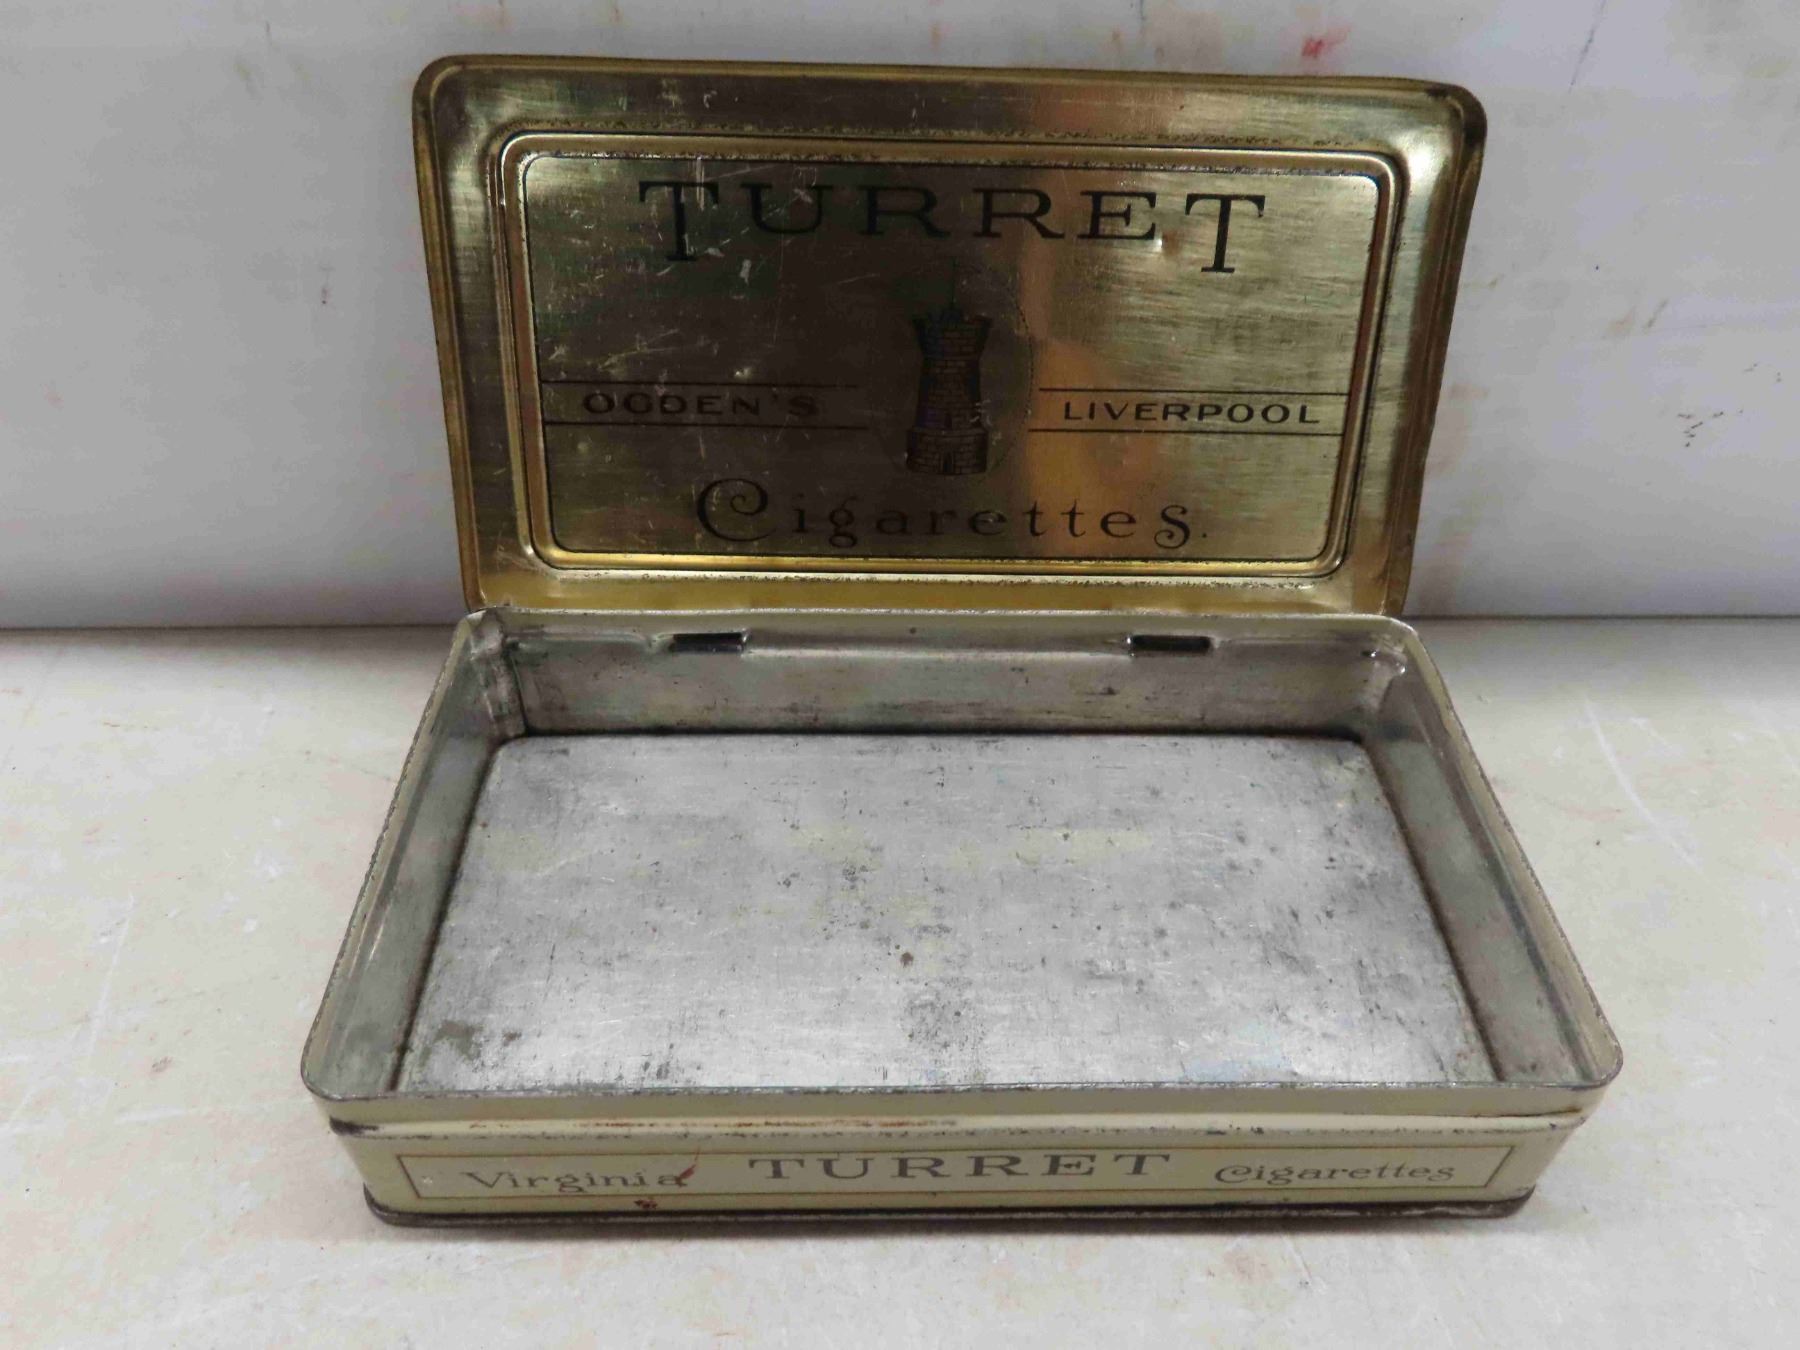 TURRET
OGDEN'S LIVERPOOL
Cigarettes.
Virginia TURRET Cigarettes